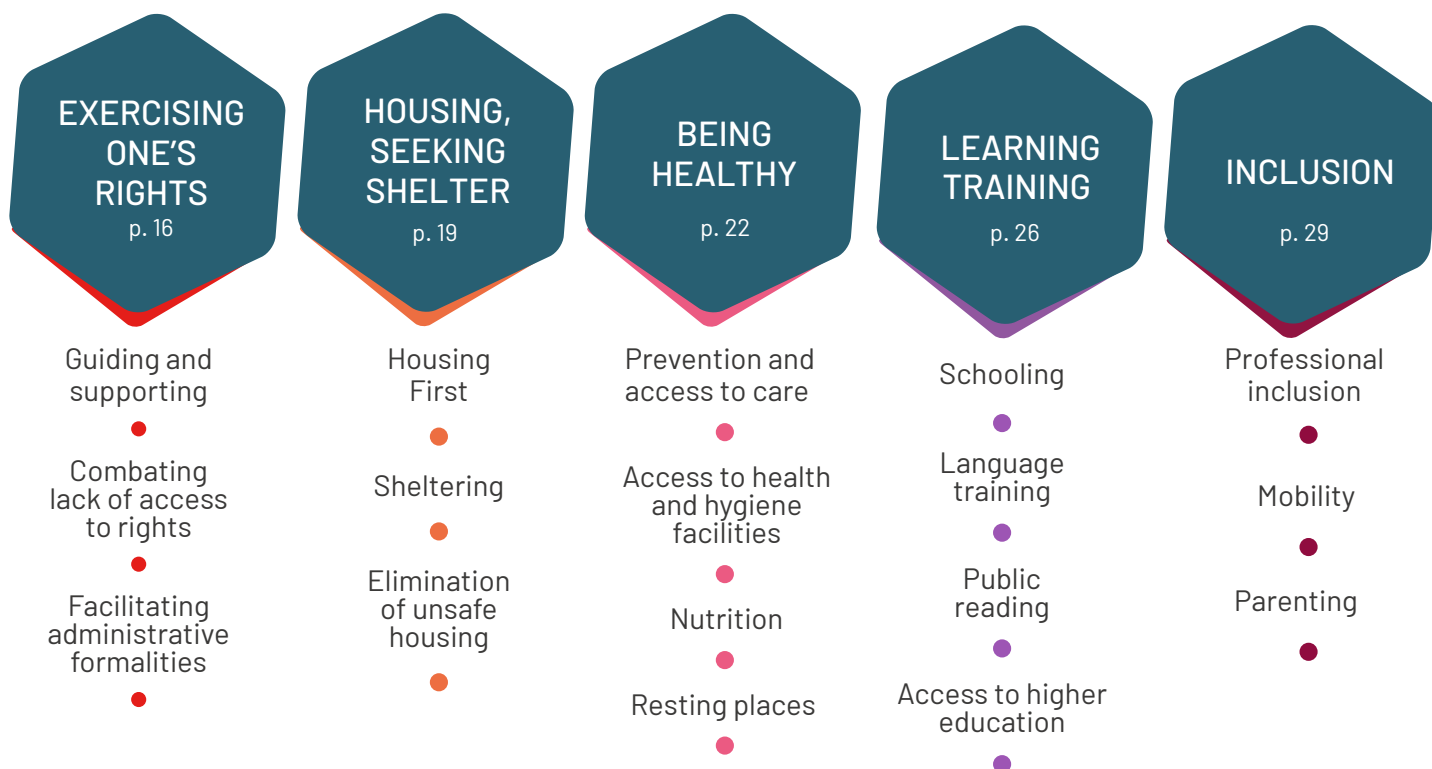 EXERCISING
ONE’S
RIGHTS
p. 16
Guiding and
supporting
Combating
lack of access
to rights
Facilitating
administrative
formalities
HOUSING,
SEEKING
SHELTER
p. 19
Housing
First
Sheltering
Elimination
of unsafe
housing
BEING
HEALTHY
p. 22
Prevention and
access to care
Access to health
and hygiene
facilities
Nutrition
Resting places
LEARNING
TRAINING
p. 26
Schooling
Language
training
Public
reading
Access to higher
education
INCLUSION
p. 29
Professional
inclusion
Mobility
Parenting